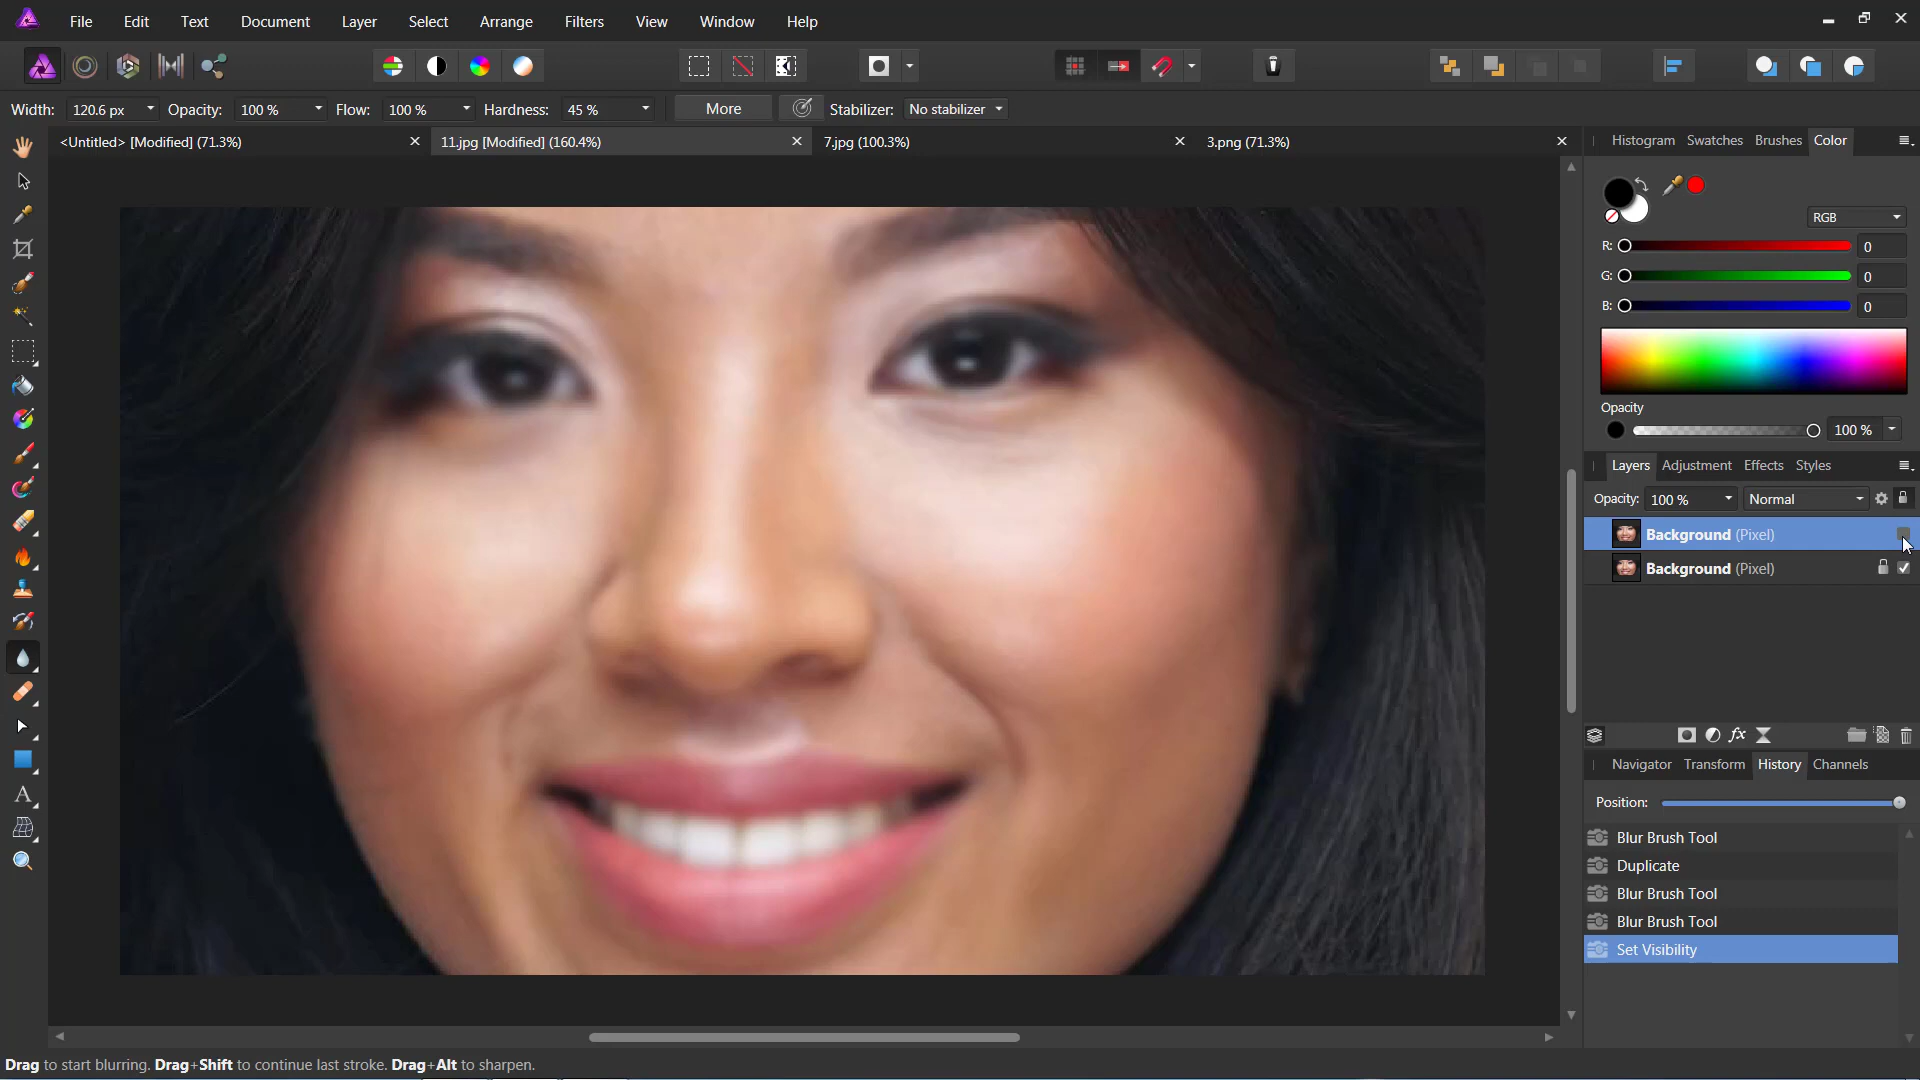 File Edit Text Document Layer Select Arrange Filters View Window Help
Width: 120.6 px Opacity: 100 % Flow: 100 % Hardness: 45 % More Stabilizer: No stabilizer
<Untitled> [Modified] (71.3%) 11.jpg [Modified] (160.4%) 7.jpg (100.3%) 3.png (71.3%)
Histogram Swatches Brushes Color
RGB
R: 0
G: 0
B: 0
Opacity
100 %
Layers Adjustment Effects Styles
Opacity: 100 % Normal
Background (Pixel)
Background (Pixel)
fx
Navigator Transform History Channels
Position:
Blur Brush Tool
Duplicate
Blur Brush Tool
Blur Brush Tool
Set Visibility
Drag to start blurring. Drag+Shift to continue last stroke. Drag+Alt to sharpen.